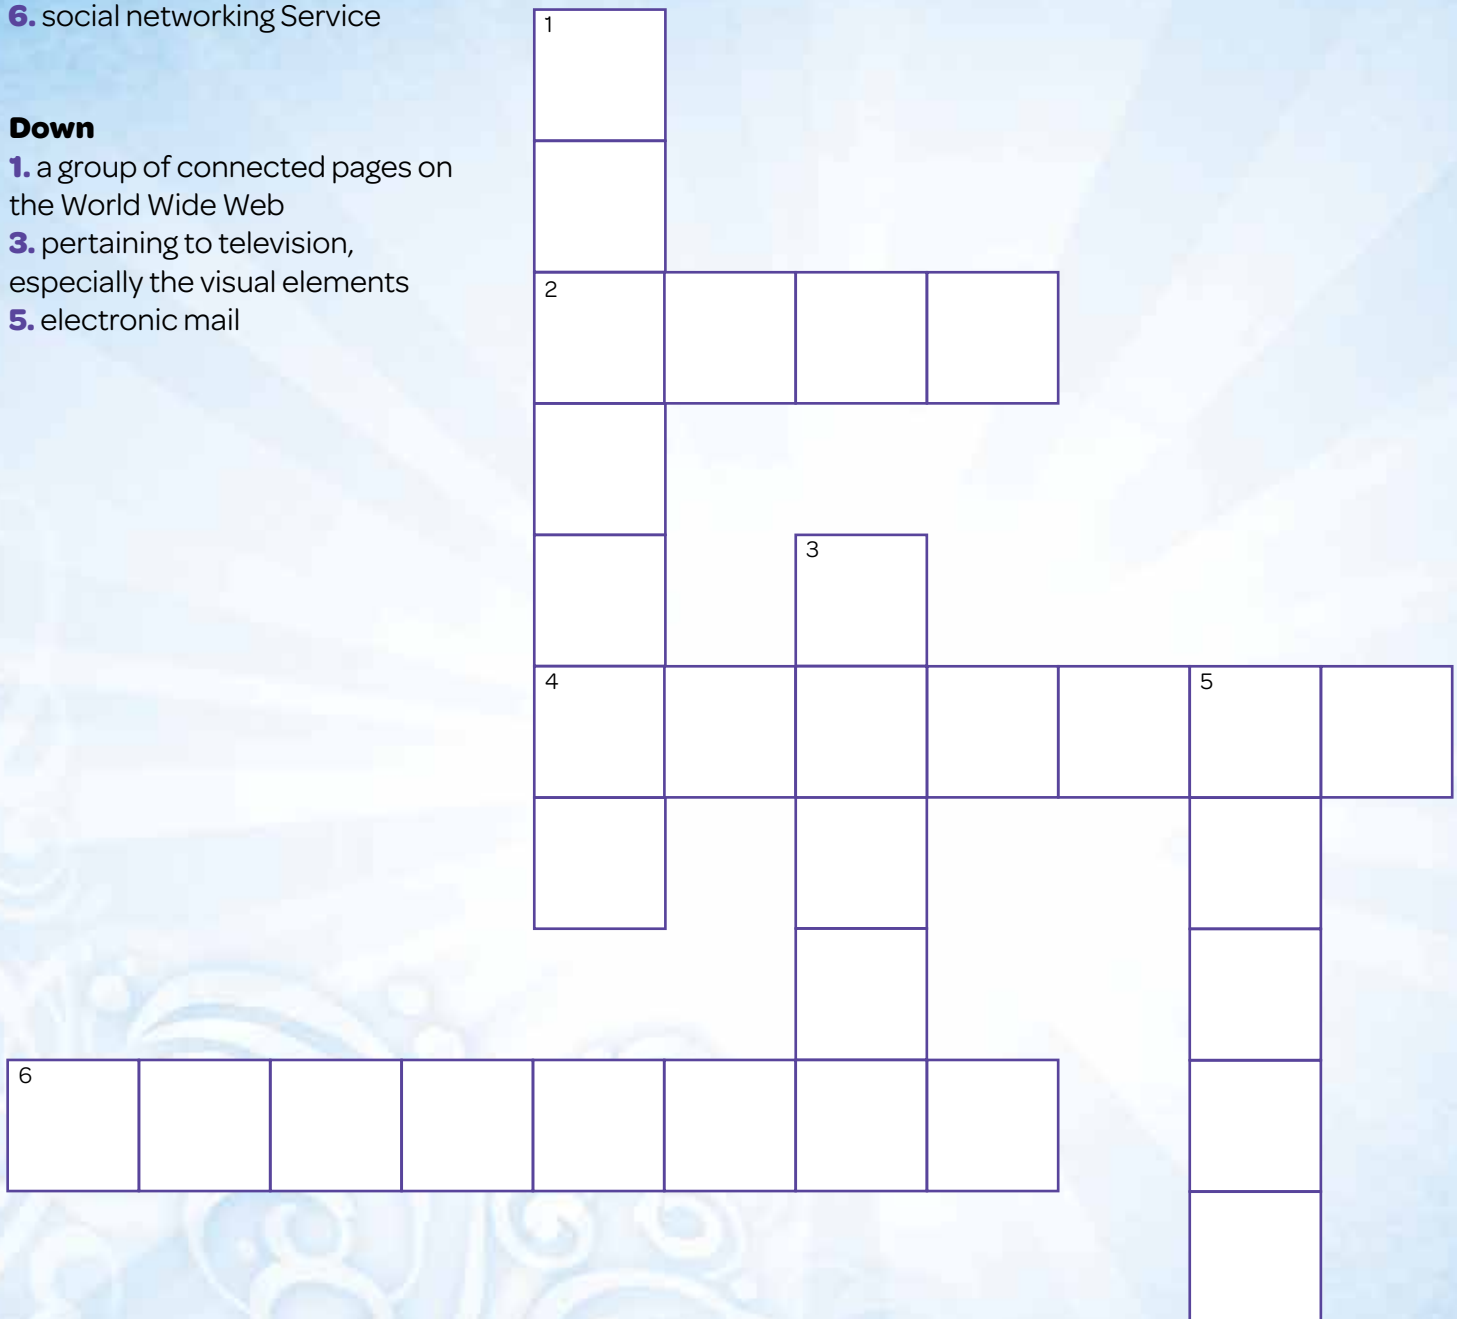 6. social networking Service
Down
1. a group of connected pages on
the World Wide Web
3. pertaining to television,
especially the visual elements
5. electronic mail
1
2
3
4
5
6